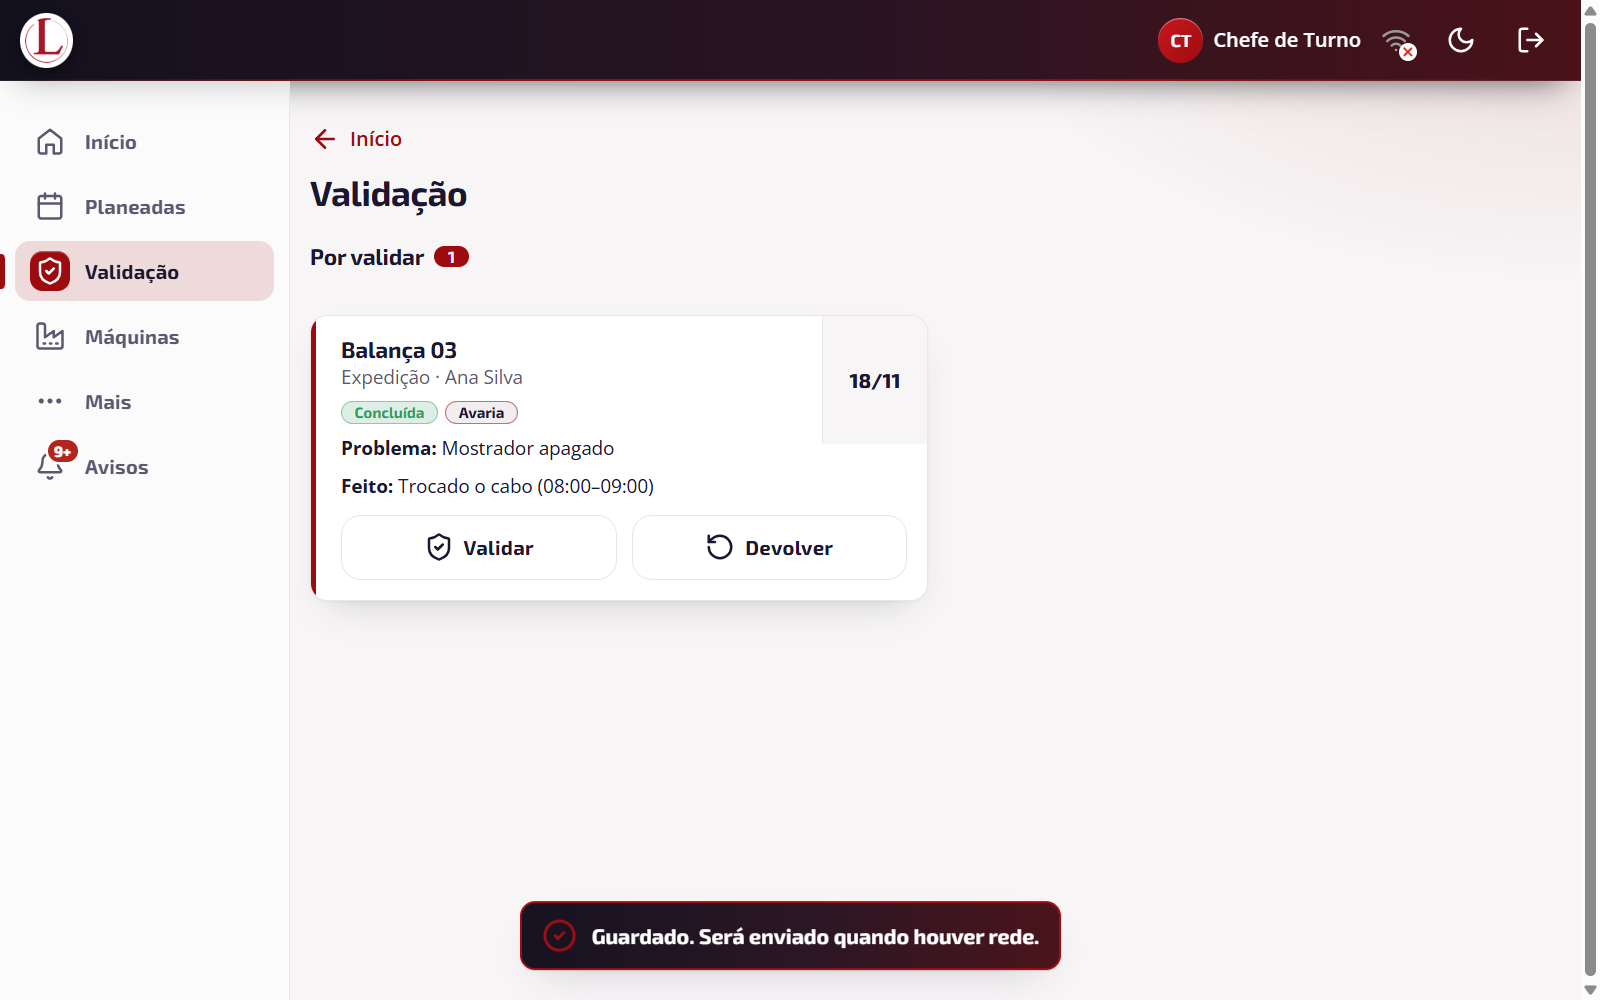 L
CT Chefe de Turno
Início
Planeadas
Validação
Máquinas
Mais
9+
Avisos
Início
Validação
Por validar 1
Balança 03
18/11
Expedição · Ana Silva
Concluída Avaria
Problema: Mostrador apagado
Feito: Trocado o cabo (08:00–09:00)
Validar Devolver
Guardado. Será enviado quando houver rede.